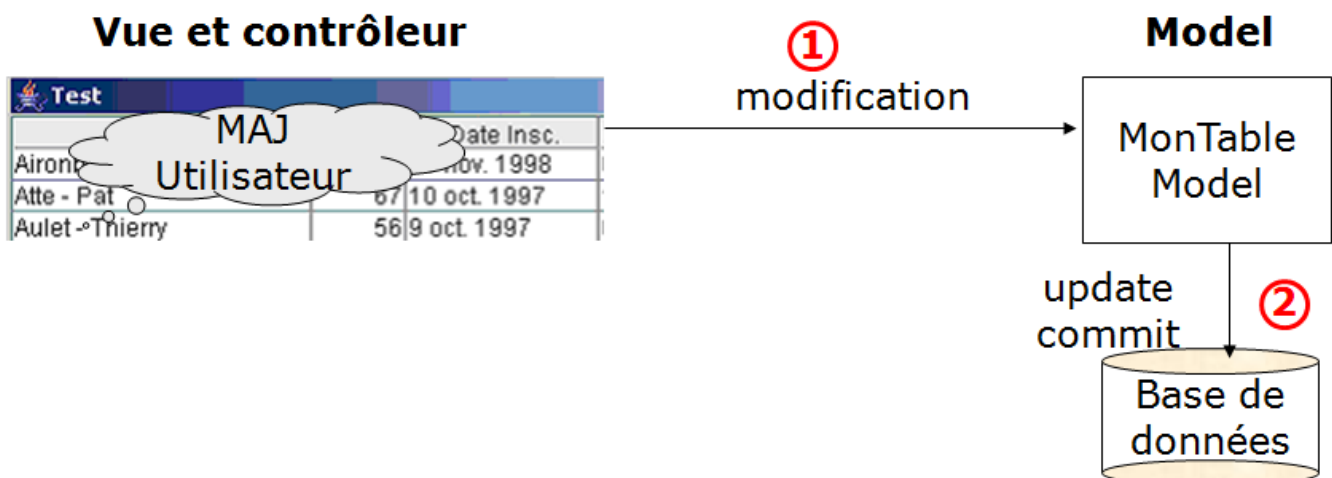 Vue et contrôleur
① 
modification
Model
Test
MAJ
Utilisateur
Date Insc.
nov. 1998
Atte - Pat
67 10 oct. 1997
Aulet - Thierry
56 9 oct. 1997
MonTable
Model
update
commit
②
Base de
données